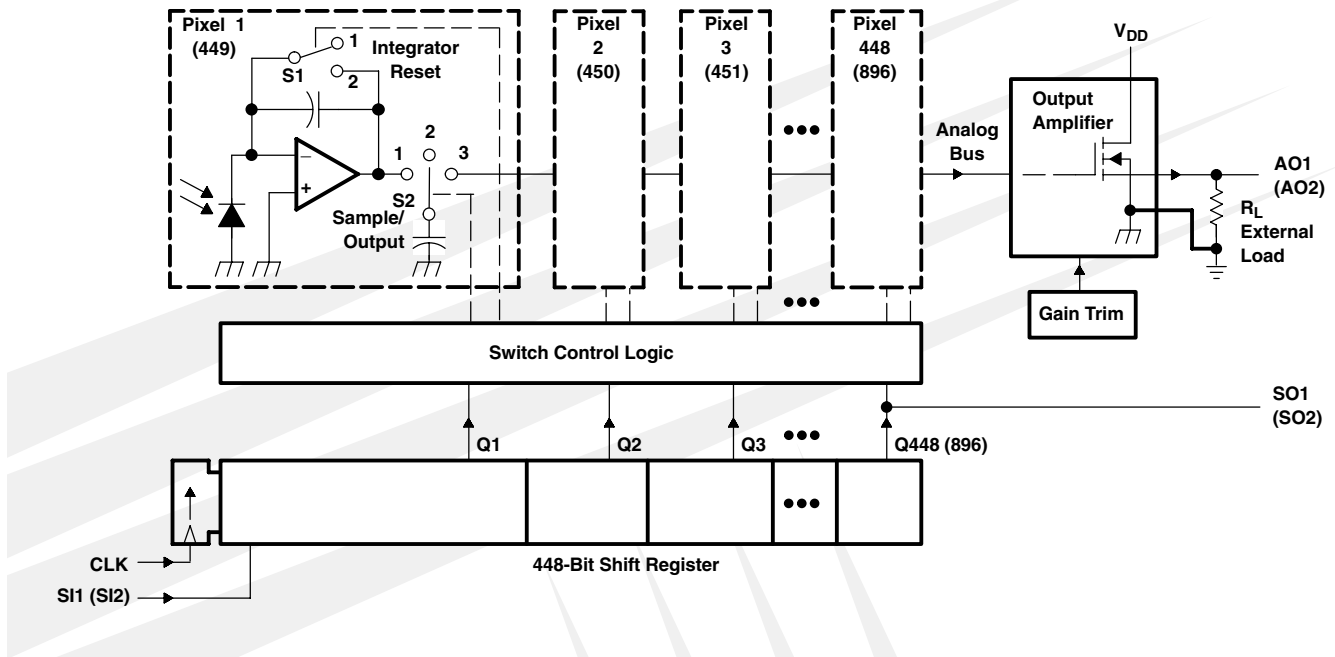 Pixel 1
(449)
1
Integrator
Reset
S1
2
–
+
1
2
3
S2
Sample/
Output
Pixel
2
(450)
Pixel
3
(451)
Pixel
448
(896)
Analog
Bus
VDD
Output
Amplifier
AO1
(AO2)
RL
External
Load
Gain Trim
Switch Control Logic
SO1
(SO2)
Q1
Q2
Q3
Q448 (896)
CLK
SI1 (SI2)
448-Bit Shift Register